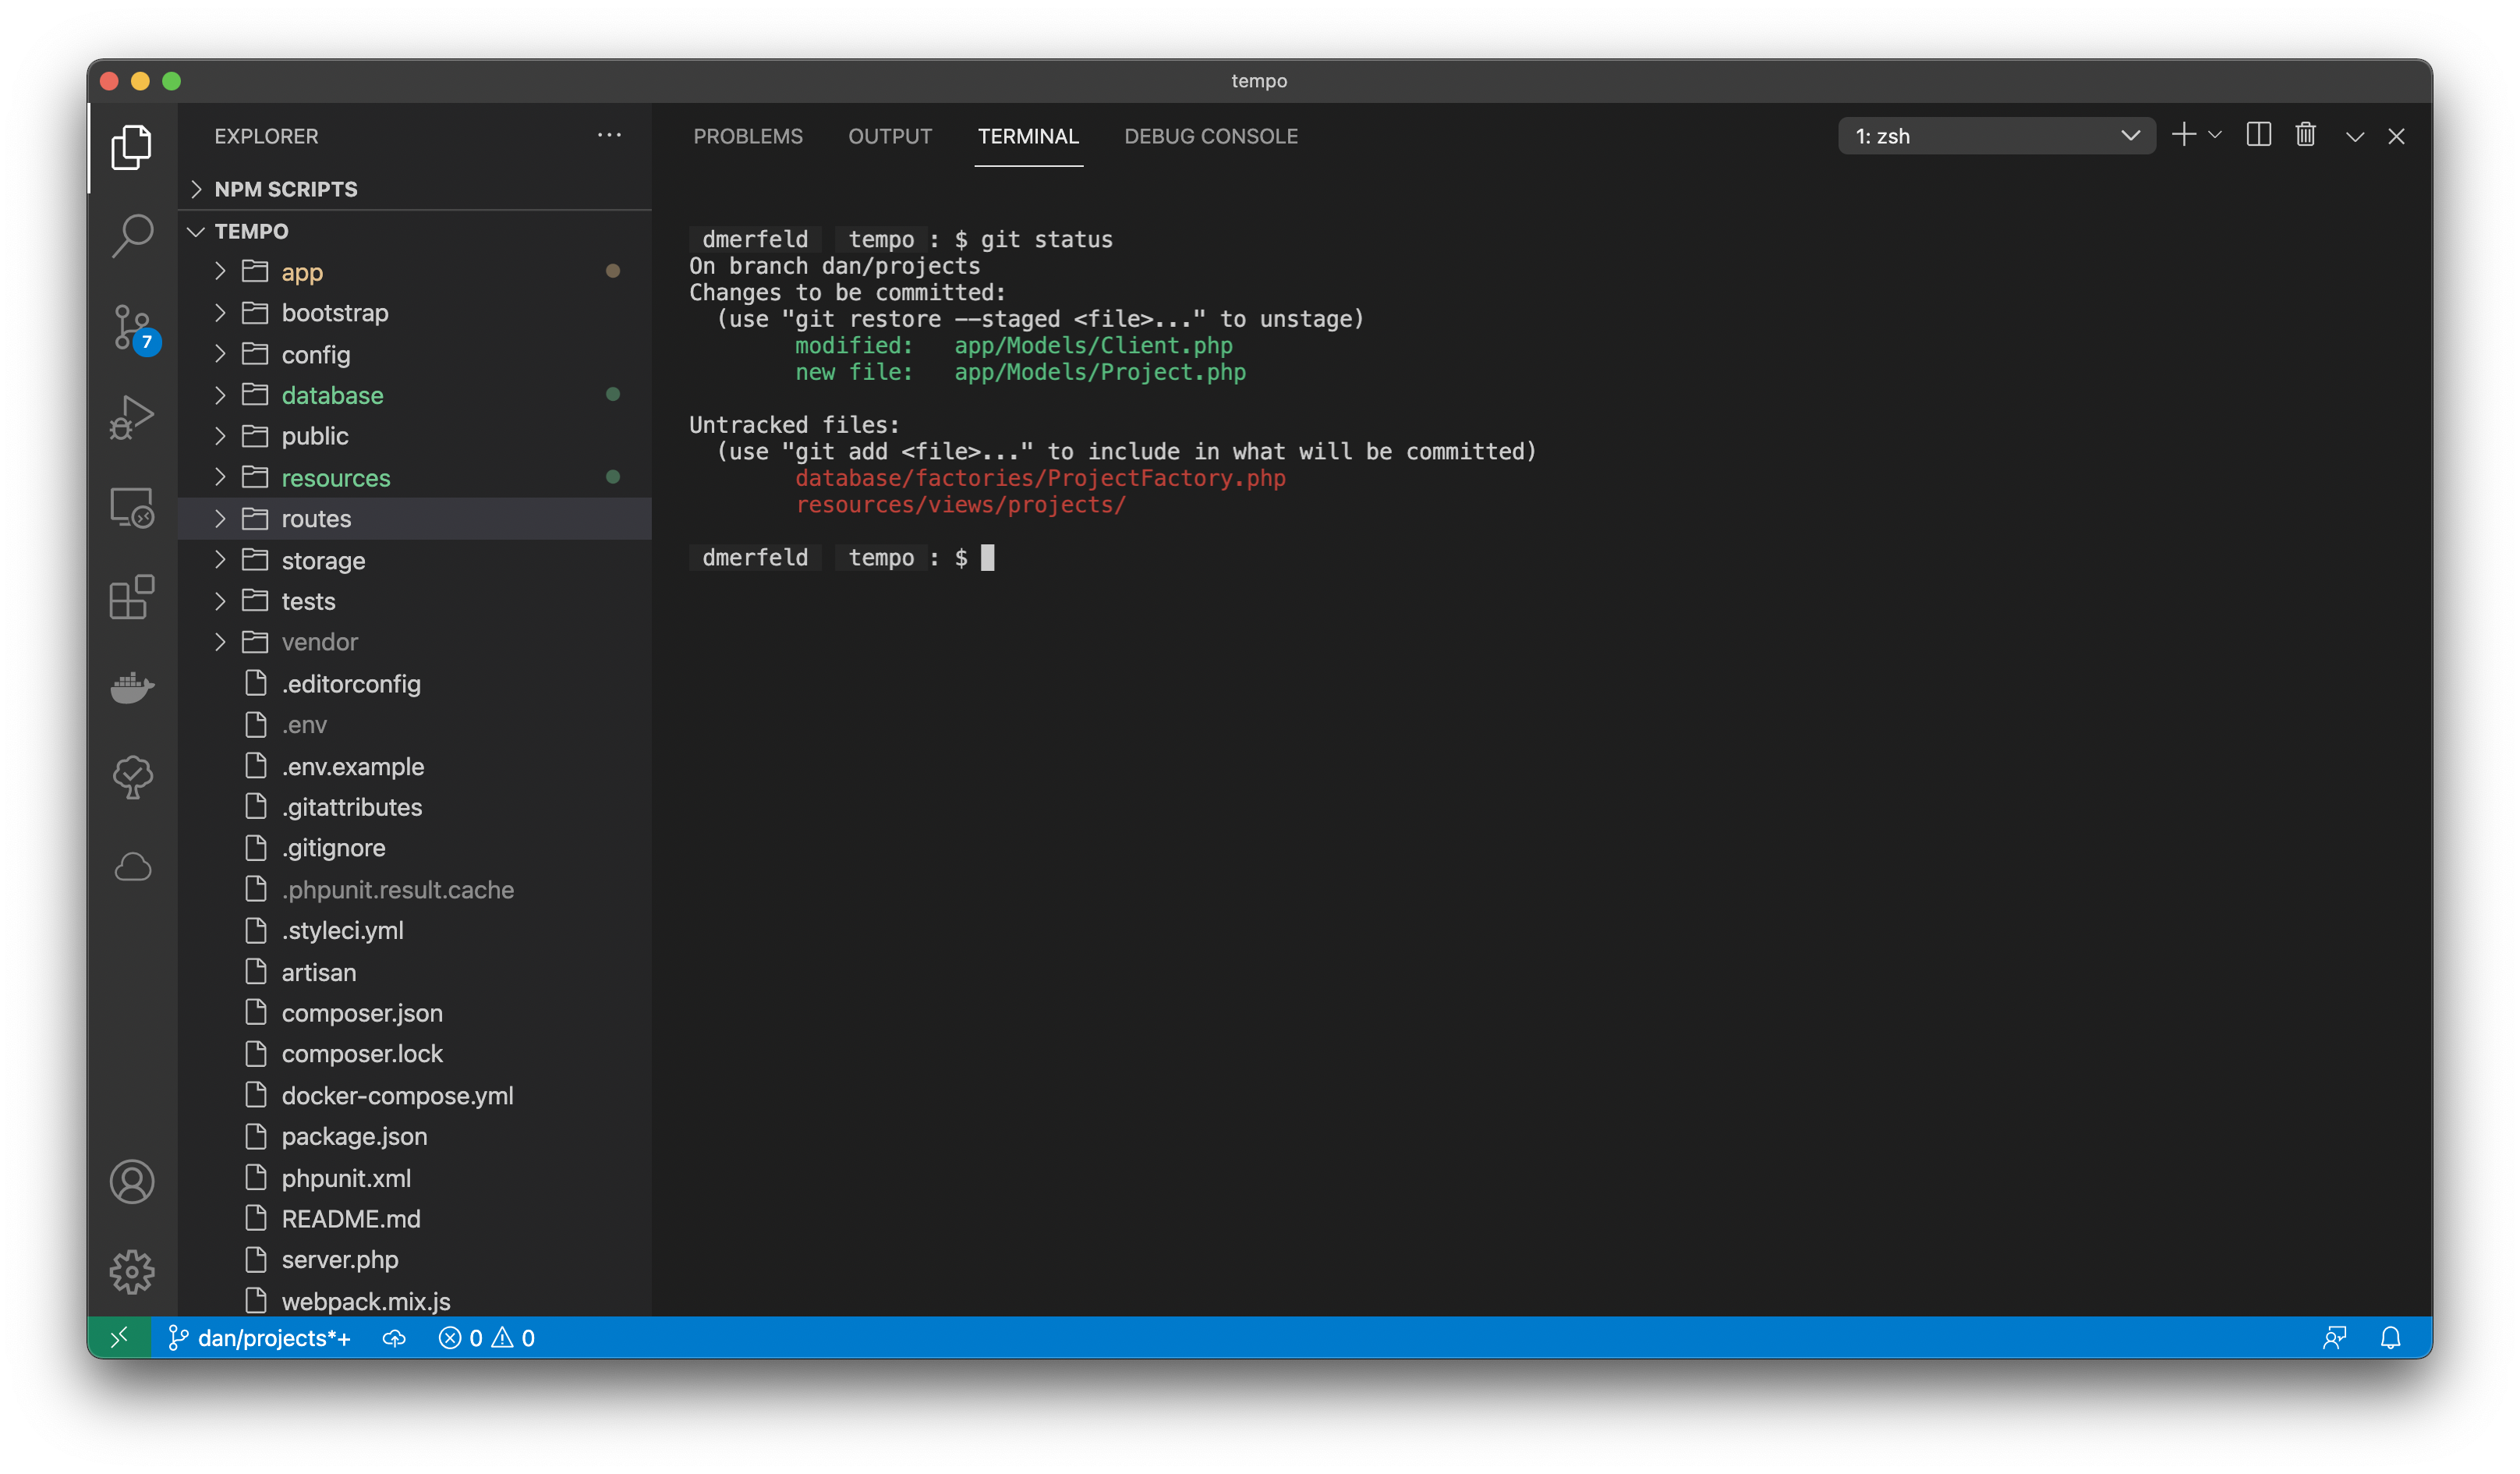 tempo
EXPLORER
NPM SCRIPTS
TEMPO
app
bootstrap
config
database
public
resources
routes
storage
tests
vendor
.editorconfig
.env
.env.example
.gitattributes
.gitignore
.phpunit.result.cache
.styleci.yml
artisan
composer.json
composer.lock
docker-compose.yml
package.json
phpunit.xml
README.md
server.php
webpack.mix.js
7
PROBLEMS OUTPUT TERMINAL DEBUG CONSOLE
1: zsh
dmerfeld tempo : $ git status
On branch dan/projects
Changes to be committed:
(use "git restore --staged <file>..." to unstage)
modified: app/Models/Client.php
new file: app/Models/Project.php
Untracked files:
(use "git add <file>..." to include in what will be committed)
database/factories/ProjectFactory.php
resources/views/projects/
dmerfeld tempo : $
dan/projects*+ 0 0